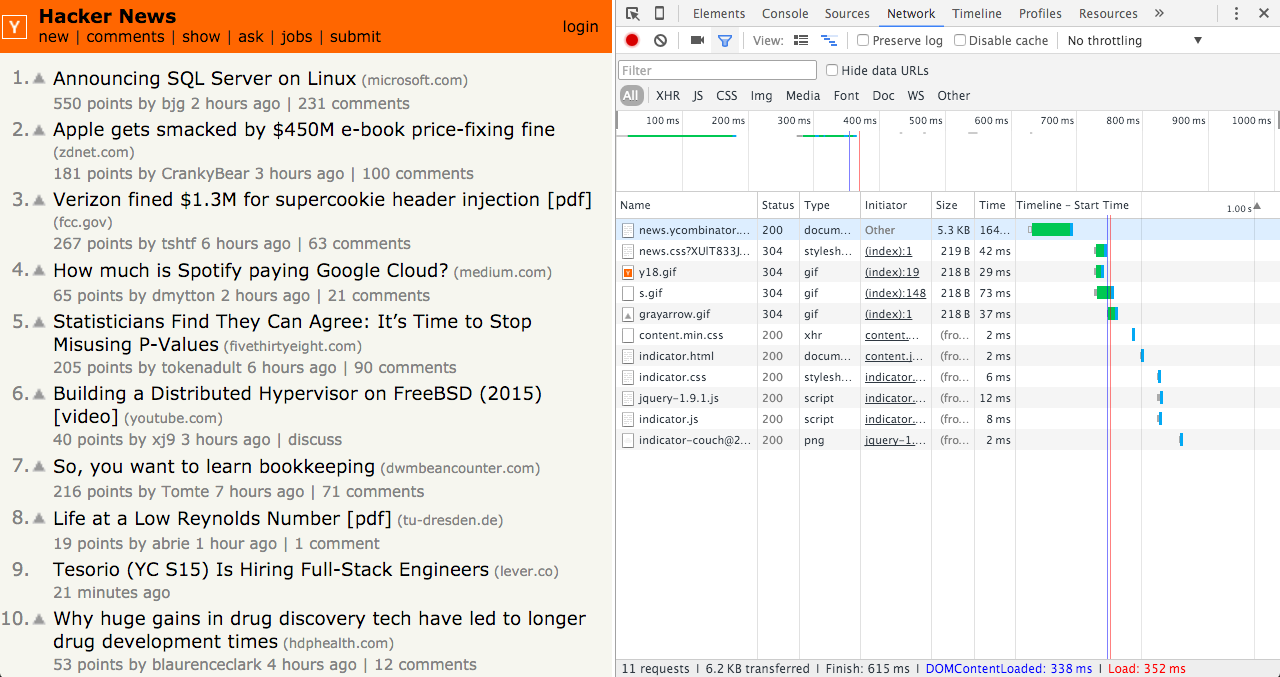 Y
Hacker News
new | comments | show | ask | jobs | submit
login
1. Announcing SQL Server on Linux (microsoft.com)
550 points by bjg 2 hours ago | 231 comments
2. Apple gets smacked by $450M e-book price-fixing fine
(zdnet.com)
181 points by CrankyBear 3 hours ago | 100 comments
3. Verizon fined $1.3M for supercookie header injection [pdf]
(fcc.gov)
267 points by tshtf 6 hours ago | 63 comments
4. How much is Spotify paying Google Cloud? (medium.com)
65 points by dmytton 2 hours ago | 21 comments
5. Statisticians Find They Can Agree: It’s Time to Stop
Misusing P-Values (fivethirtyeight.com)
205 points by tokenadult 6 hours ago | 90 comments
6. Building a Distributed Hypervisor on FreeBSD (2015)
[video] (youtube.com)
40 points by xj9 3 hours ago | discuss
7. So, you want to learn bookkeeping (dwmbeancounter.com)
216 points by Tomte 7 hours ago | 71 comments
8. Life at a Low Reynolds Number [pdf] (tu-dresden.de)
19 points by abrie 1 hour ago | 1 comment
9. Tesorio (YC S15) Is Hiring Full-Stack Engineers (lever.co)
21 minutes ago
10. Why huge gains in drug discovery tech have led to longer
drug development times (hdphealth.com)
53 points by blaurenceclark 4 hours ago | 12 comments
Elements Console Sources Network Timeline Profiles Resources »
View: Preserve log Disable cache No throttling
Filter Hide data URLs
All XHR JS CSS Img Media Font Doc WS Other
100 ms 200 ms 300 ms 400 ms 500 ms 600 ms 700 ms 800 ms 900 ms 1000 ms
Name Status Type Initiator Size Time Timeline – Start Time 1.00 s
news.ycombinator.... 200 docum... Other 5.3 KB 164...
news.css?XUlT833J... 304 stylesh... (index):1 219 B 42 ms
y18.gif 304 gif (index):19 218 B 29 ms
s.gif 304 gif (index):148 218 B 73 ms
grayarrow.gif 304 gif (index):1 218 B 37 ms
content.min.css 200 xhr content.... (fro... 2 ms
indicator.html 200 docum... content.j... (fro... 2 ms
indicator.css 200 stylesh... indicator.... (fro... 6 ms
jquery-1.9.1.js 200 script indicator.... (fro... 12 ms
indicator.js 200 script indicator.... (fro... 8 ms
indicator-couch@2... 200 png jquery-1.... (fro... 2 ms
11 requests | 6.2 KB transferred | Finish: 615 ms | DOMContentLoaded: 338 ms | Load: 352 ms